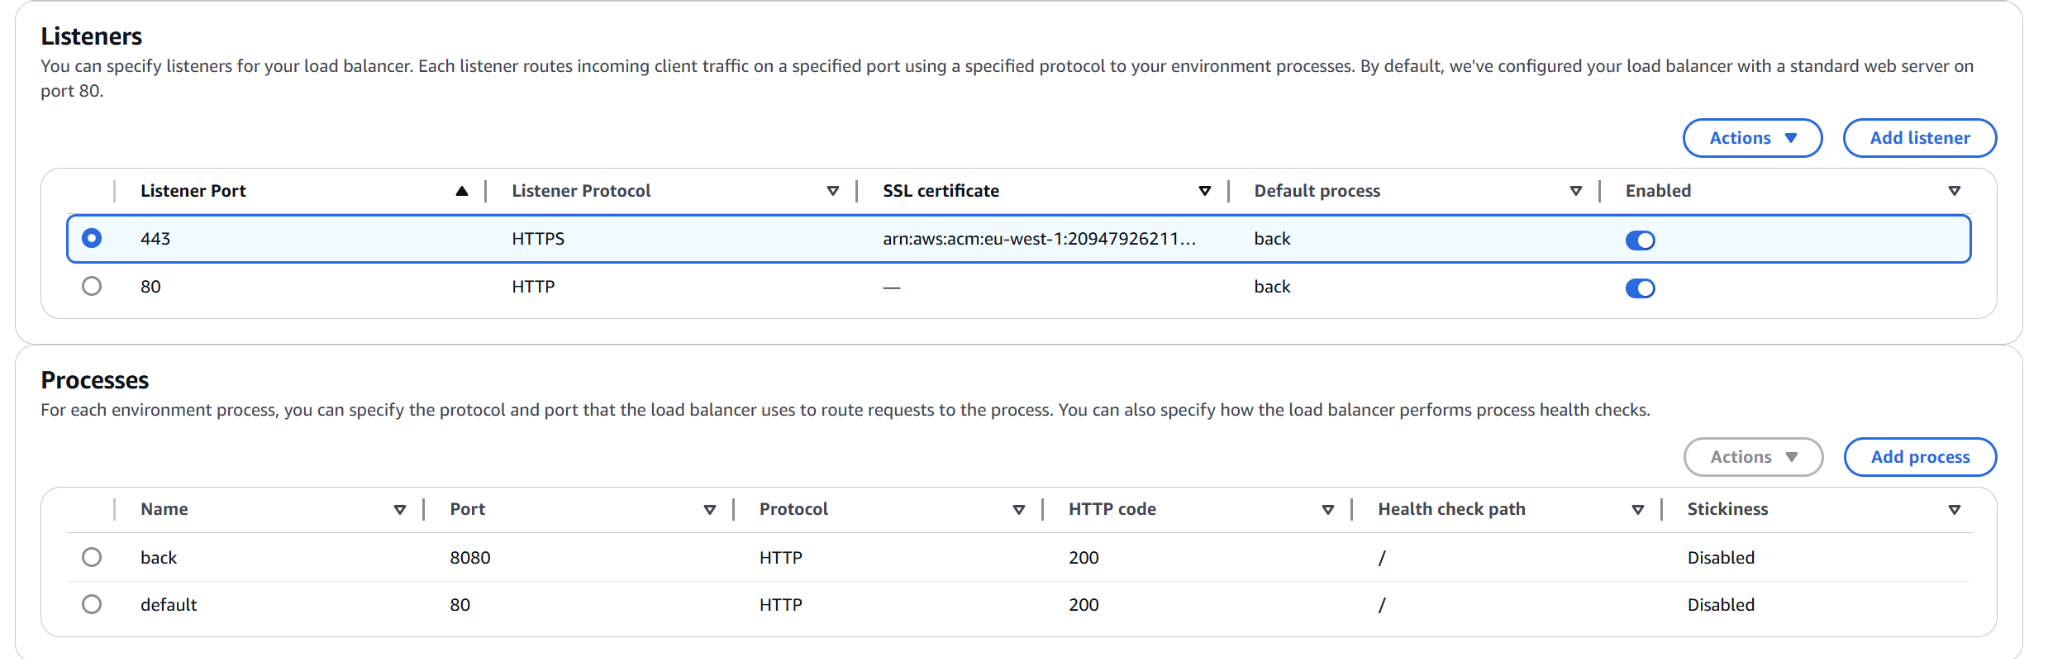 Listeners
You can specify listeners for your load balancer. Each listener routes incoming client traffic on a specified port using a specified protocol to your environment processes. By default, we've configured your load balancer with a standard web server on
port 80.
Actions Add listener
Listener Port Listener Protocol SSL certificate Default process Enabled
443 HTTPS arn:aws:acm:eu-west-1:20947926211... back
80 HTTP — back
Processes
For each environment process, you can specify the protocol and port that the load balancer uses to route requests to the process. You can also specify how the load balancer performs process health checks.
Actions Add process
Name Port Protocol HTTP code Health check path Stickiness
back 8080 HTTP 200 / Disabled
default 80 HTTP 200 / Disabled